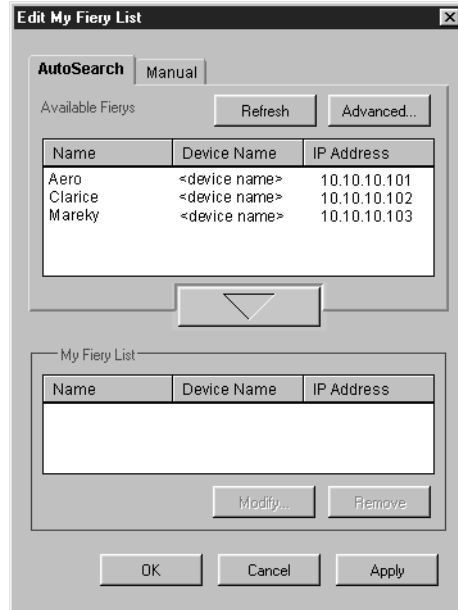 Edit My Fiery List
AutoSearch Manual
Available Fierys Refresh Advanced...
Name Device Name IP Address
Aero <device name> 10.10.10.101
Clarice <device name> 10.10.10.102
Mareky <device name> 10.10.10.103
My Fiery List
Name Device Name IP Address
Modify... Remove
OK Cancel Apply